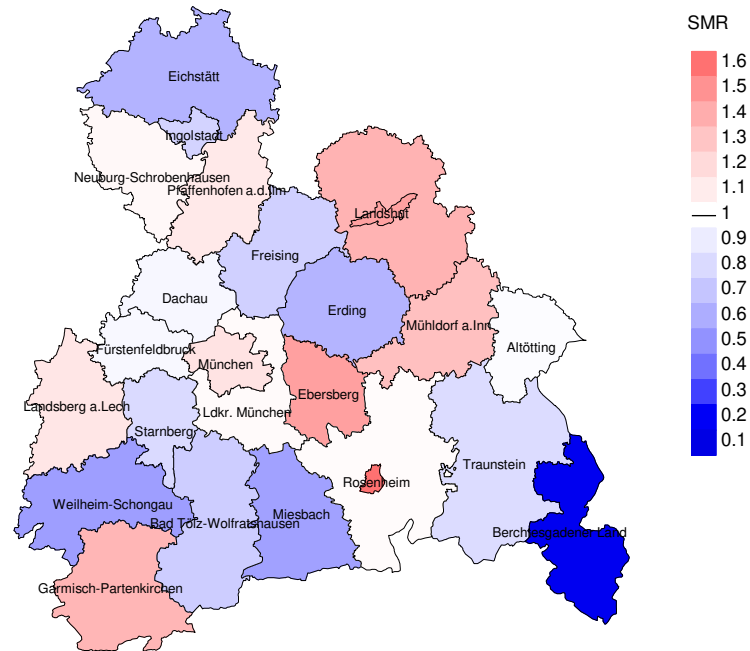 SMR
1.6
1.5
1.4
1.3
1.2
1.1
1
0.9
0.8
0.7
0.6
0.5
0.4
0.3
0.2
0.1
Eichstätt
Ingolstadt
Neuburg-Schrobenhausen
Pfaffenhofen a.d.Ilm
Landshut
Freising
Dachau
Erding
Mühldorf a.Inn
Altötting
Fürstenfeldbruck
München
Ebersberg
Landsberg a.Lech
Ldkr. München
Starnberg
Traunstein
Rosenheim
Weilheim-Schongau
Miesbach
Bad Tölz-Wolfratshausen
Berchtesgadener Land
Garmisch-Partenkirchen